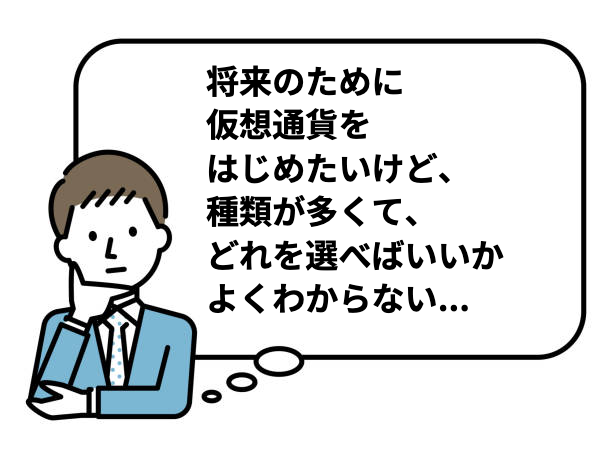 将来のために
仮想通貨を
はじめたいけど、
種類が多くて、
どれを選べばいいか
よくわからない...